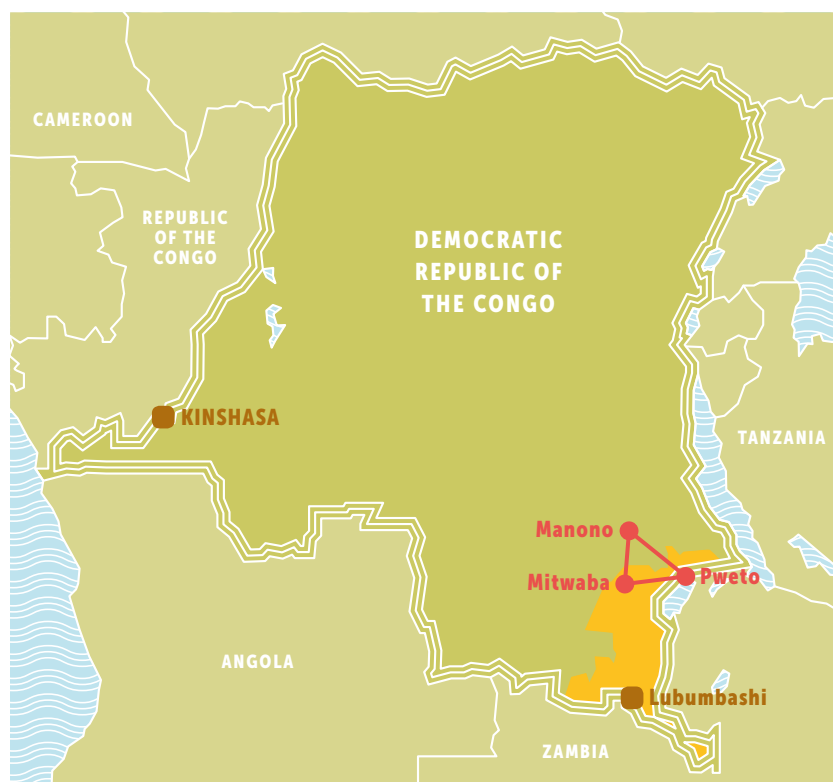 CAMEROON
REPUBLIC
OF THE
CONGO
DEMOCRATIC
REPUBLIC OF
THE CONGO
KINSHASA
TANZANIA
Manono
Mitwaba
Pweto
ANGOLA
Lubumbashi
ZAMBIA